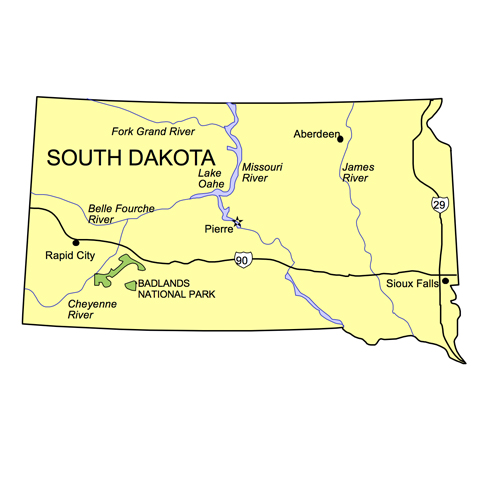 Fork Grand River
Aberdeen
SOUTH DAKOTA
Lake
Oahe
Missouri
River
James
River
Belle Fourche
River
29
Pierre
Rapid City
90
BADLANDS
NATIONAL PARK
Sioux Falls
Cheyenne
River